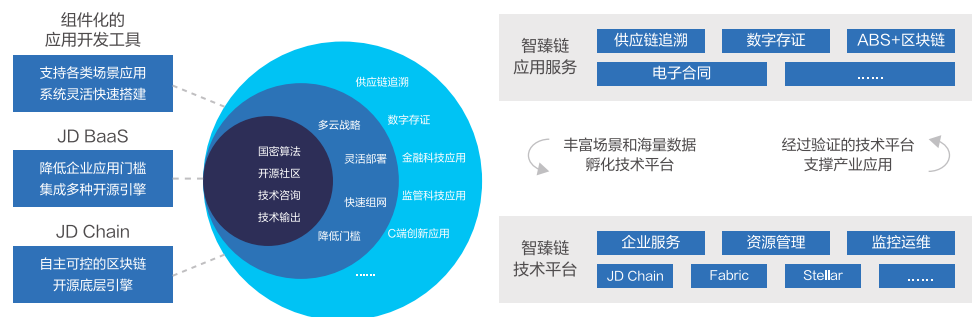 组件化的
应用开发工具
支持各类场景应用
系统灵活快速搭建
JD BaaS
降低企业应用门槛
集成多种开源引擎
JD Chain
自主可控的区块链
开源底层引擎
国密算法
开源社区
技术咨询
技术输出
多云战略
灵活部署
快速组网
降低门槛
供应链追溯
数字存证
金融科技应用
监管科技应用
C端创新应用
......
智臻链
应用服务
供应链追溯
数字存证
ABS+区块链
电子合同
......
丰富场景和海量数据
孵化技术平台
经过验证的技术平台
支撑产业应用
智臻链
技术平台
企业服务
资源管理
监控运维
JD Chain
Fabric
Stellar
......